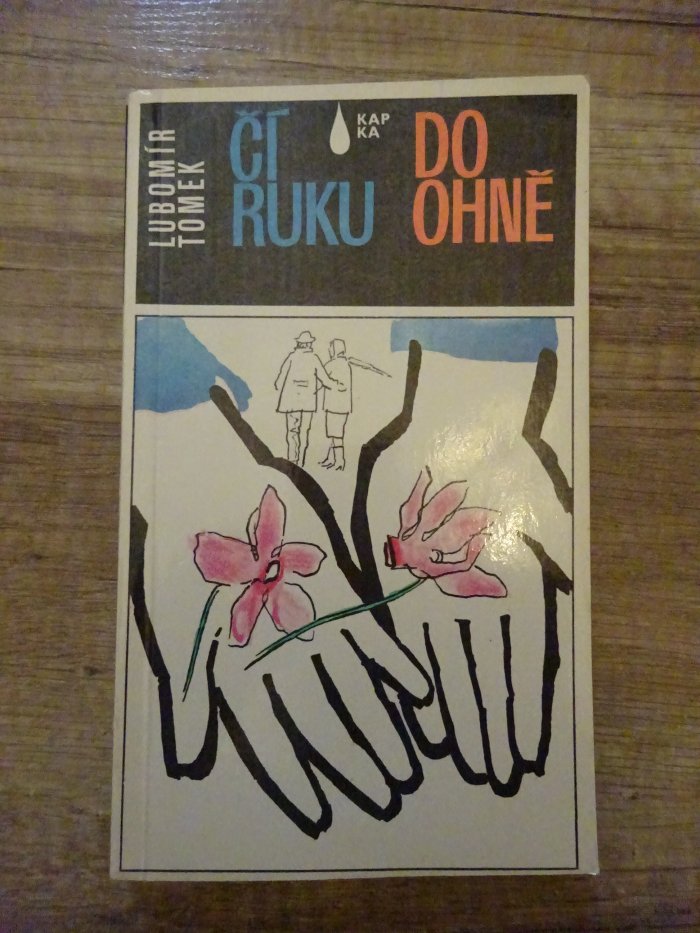 LUBOMÍR
TOMEK
ČÍ
RUKU
KAP
KA
DO
OHNĚ